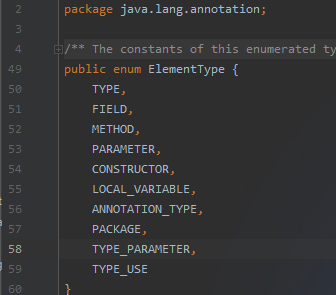 2 package java.lang.annotation;
3
4 /** The constants of this enumerated ty
49 public enum ElementType {
50 TYPE,
51 FIELD,
52 METHOD,
53 PARAMETER,
54 CONSTRUCTOR,
55 LOCAL_VARIABLE,
56 ANNOTATION_TYPE,
57 PACKAGE,
58 TYPE_PARAMETER,
59 TYPE_USE
60 }